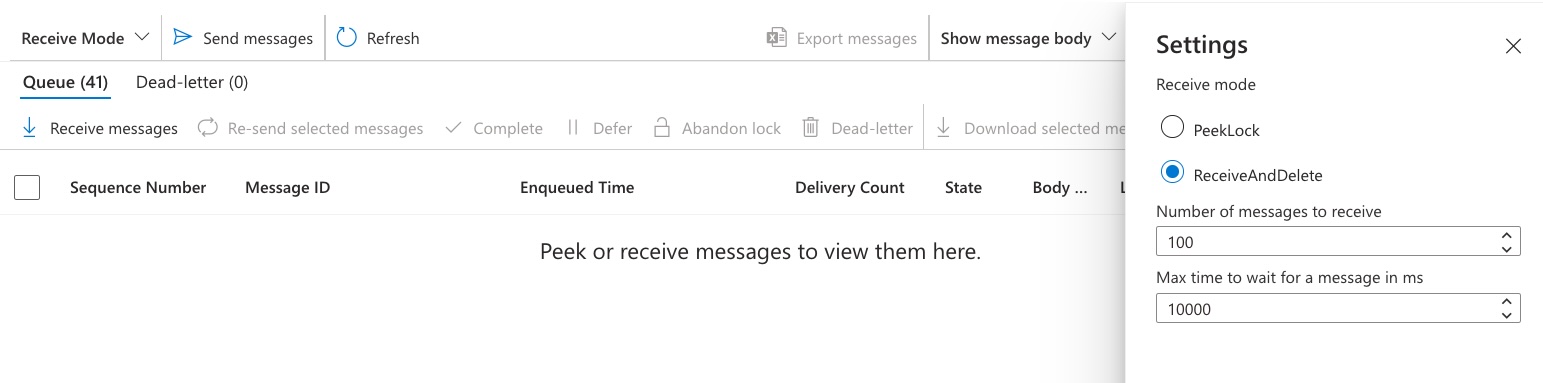 Receive Mode Send messages Refresh Export messages Show message body
Queue (41) Dead-letter (0)
Receive messages Re-send selected messages Complete Defer Abandon lock Dead-letter Download selected me
Sequence Number Message ID Enqueued Time Delivery Count State Body ...
Peek or receive messages to view them here.
Settings
Receive mode
PeekLock
ReceiveAndDelete
Number of messages to receive
100
Max time to wait for a message in ms
10000